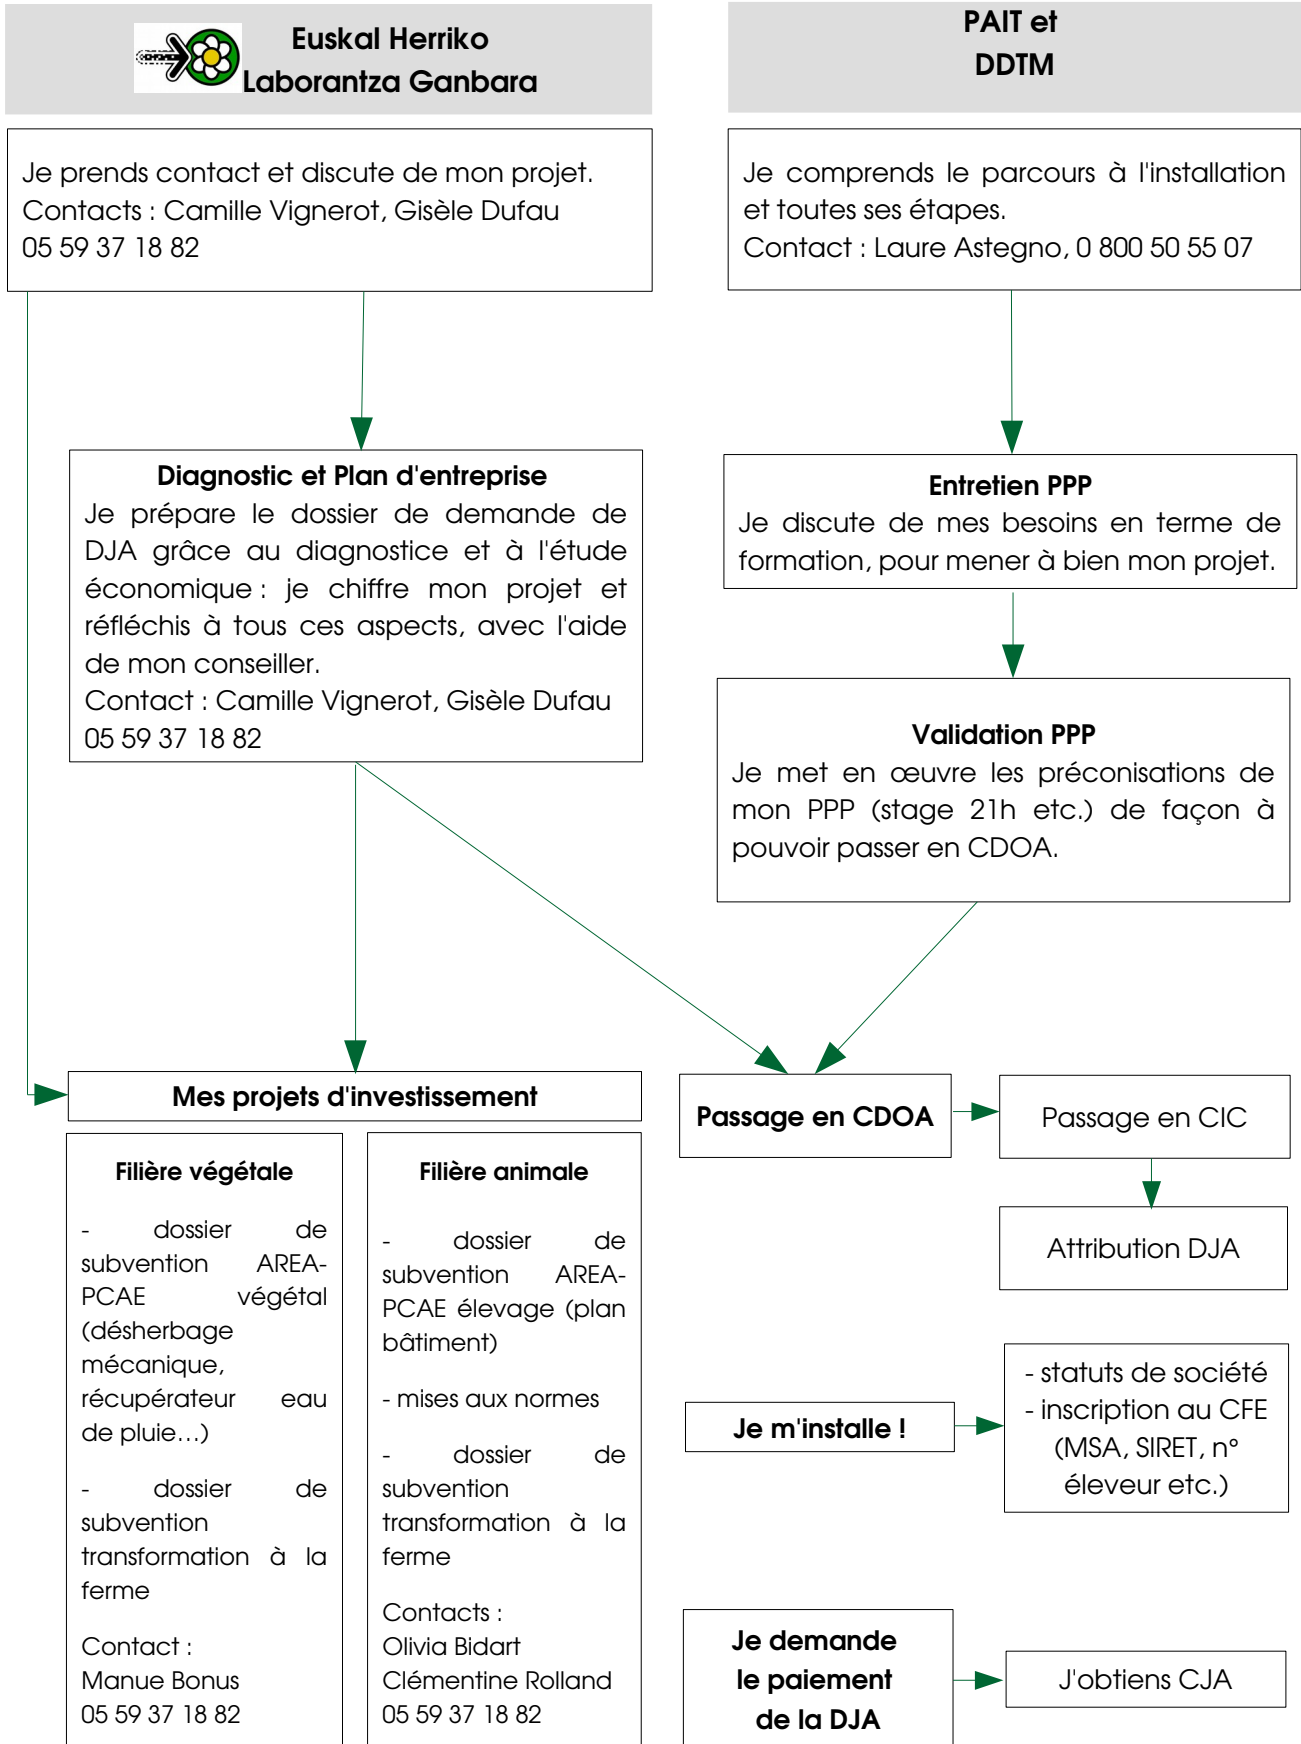 Euskal Herriko
Laborantza Ganbara
PAIT et
DDTM
Je prends contact et discute de mon projet.
Contacts : Camille Vignerot, Gisèle Dufau
05 59 37 18 82
Je comprends le parcours à l'installation
et toutes ses étapes.
Contact : Laure Astegno, 0 800 50 55 07
Diagnostic et Plan d'entreprise
Je prépare le dossier de demande de
DJA grâce au diagnostice et à l'étude
économique : je chiffre mon projet et
réfléchis à tous ces aspects, avec l'aide
de mon conseiller.
Contact : Camille Vignerot, Gisèle Dufau
05 59 37 18 82
Entretien PPP
Je discute de mes besoins en terme de
formation, pour mener à bien mon projet.
Validation PPP
Je met en œuvre les préconisations de
mon PPP (stage 21h etc.) de façon à
pouvoir passer en CDOA.
Mes projets d'investissement
Filière végétale
- dossier de
subvention AREA-
PCAE végétal
(désherbage
mécanique,
récupérateur eau
de pluie…)
- dossier de
subvention
transformation à la
ferme
Contact :
Manue Bonus
05 59 37 18 82
Filière animale
- dossier de
subvention AREA-
PCAE élevage (plan
bâtiment)
- mises aux normes
- dossier de
subvention
transformation à la
ferme
Contacts :
Olivia Bidart
Clémentine Rolland
05 59 37 18 82
Passage en CDOA
Passage en CIC
Attribution DJA
Je m'installe !
- statuts de société
- inscription au CFE
(MSA, SIRET, n°
éleveur etc.)
Je demande
le paiement
de la DJA
J'obtiens CJA